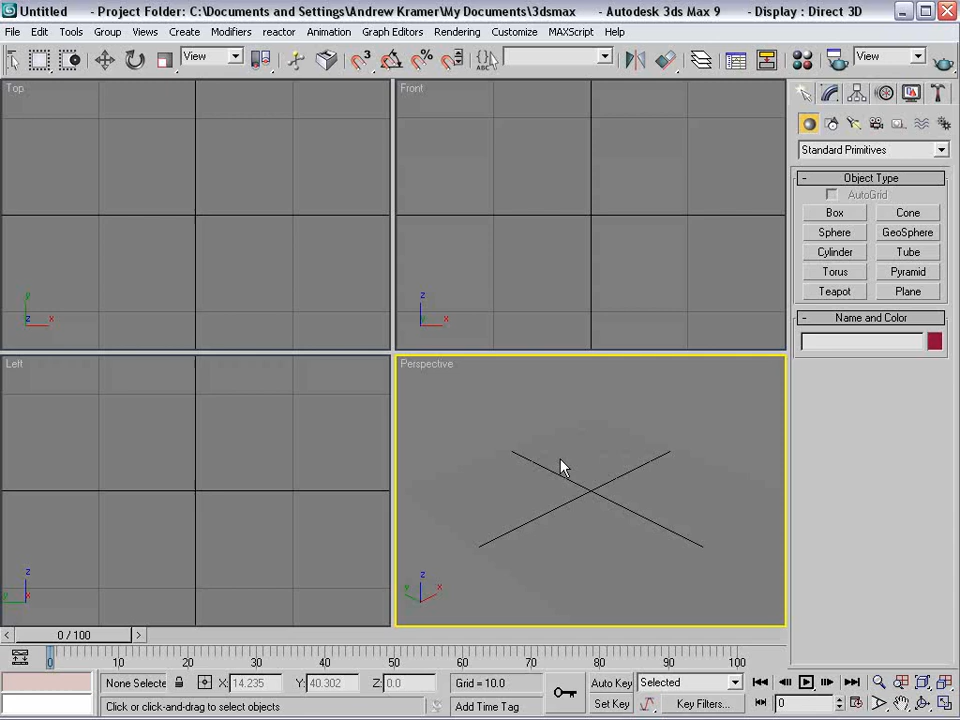 Untitled - Project Folder: C:\Documents and Settings\Andrew Kramer\My Documents\3dsmax - Autodesk 3ds Max 9 - Display : Direct 3D
File Edit Tools Group Views Create Modifiers reactor Animation Graph Editors Rendering Customize MAXScript Help
View 3 % ABC View
Top
Front
Standard Primitives
- Object Type
AutoGrid
Box Cone
Sphere GeoSphere
Cylinder Tube
Torus Pyramid
Teapot Plane
- Name and Color
y
z x
z
y x
Left
Perspective
z
y x
z
y x
< 0 / 100 >
0 10 20 30 40 50 60 70 80 90 100
None Selecte X: 14.235 Y: 40.302 Z: 0.0 Grid = 10.0 Auto Key Selected
Click or click-and-drag to select objects Add Time Tag Set Key Key Filters... 0